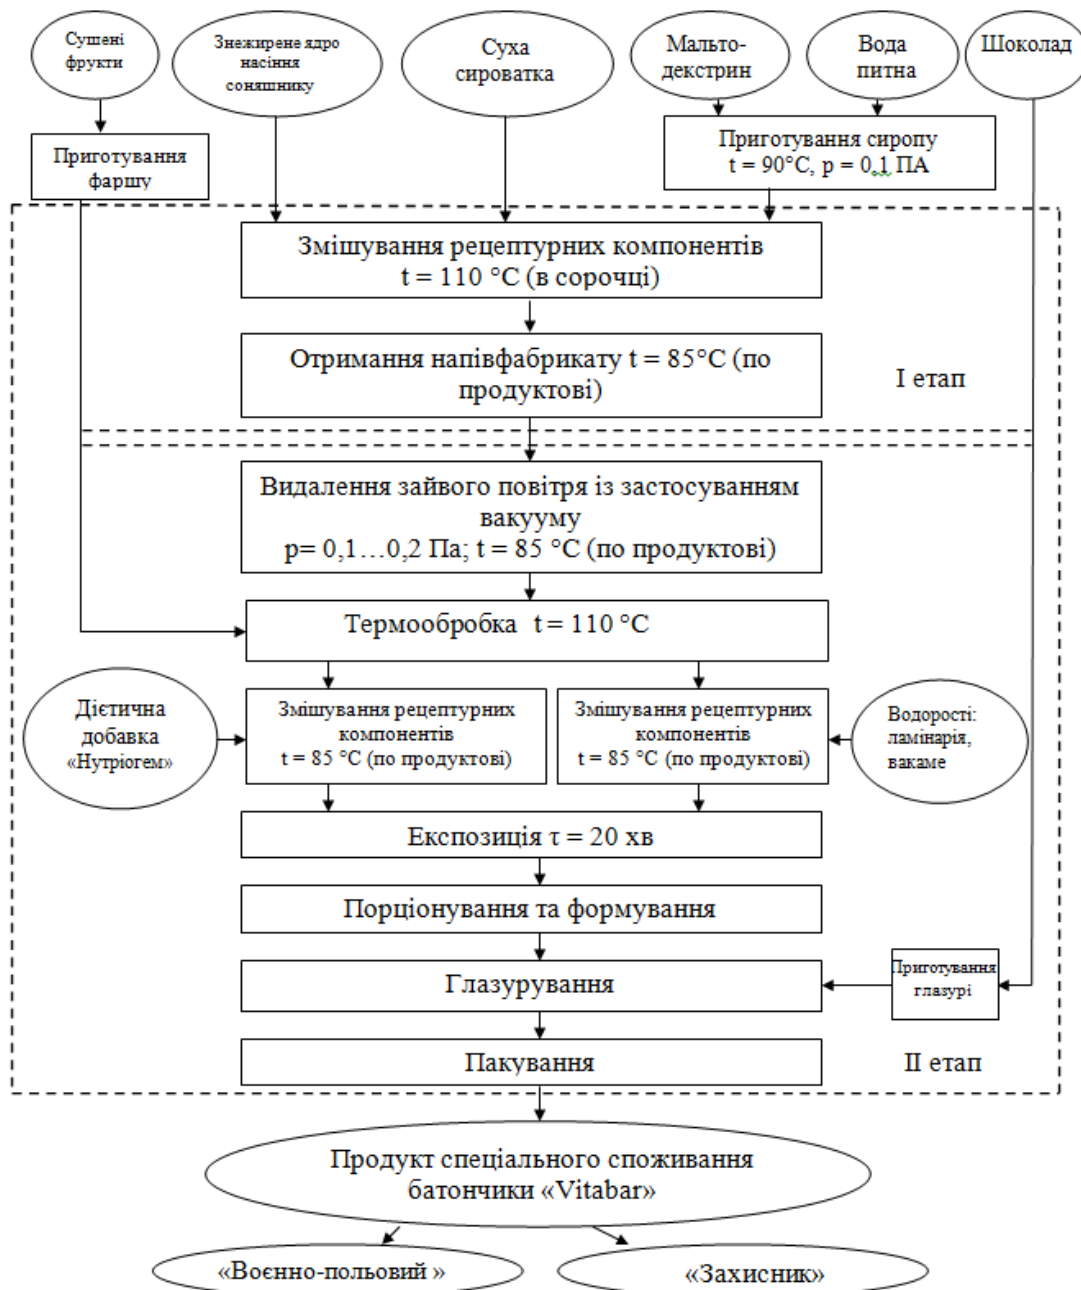 Сушені
фрукти
Знежирене ядро
насіння
соняшнику
Суха
сироватка
Мальто-
декстрин
Вода
питна
Шоколад
Приготування
фаршу
Приготування сиропу
t = 90°C, p = 0,1 ПА
Змішування рецептурних компонентів
t = 110 °C (в сорочці)
Отримання напівфабрикату t = 85°C (по
продуктові)
І етап
Видалення зайвого повітря із застосуванням
вакууму
p= 0,1…0,2 Па; t = 85 °C (по продуктові)
Термообробка t = 110 °C
Дієтична
добавка
«Нутріогем»
Змішування рецептурних
компонентів
t = 85 °C (по продуктові)
Змішування рецептурних
компонентів
t = 85 °C (по продуктові)
Водорості:
ламінарія,
вакаме
Експозиція τ = 20 хв
Порціонування та формування
Глазурування
Приготування
глазурі
Пакування
ІІ етап
Продукт спеціального споживання
батончики «Vitabar»
«Воєнно-польовий »
«Захисник»